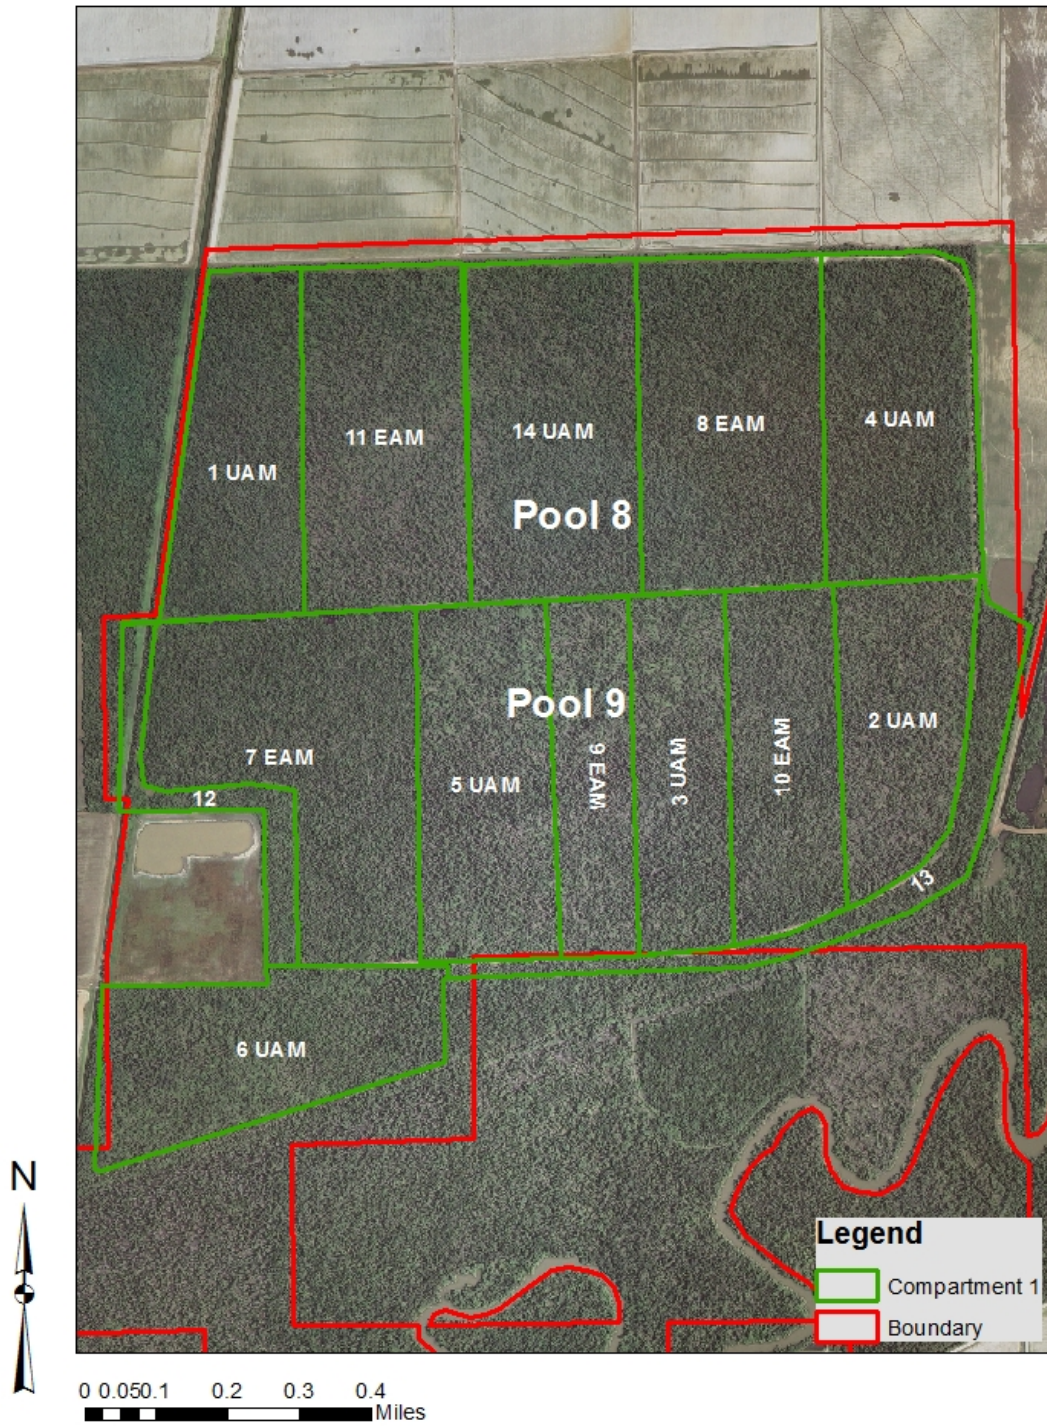 11 EAM
14 UAM
8 EAM
4 UAM
1 UAM
Pool 8
Pool 9
2 UAM
7 EAM
5 UAM
9 EAM
3 UAM
10 EAM
12
13
6 UAM
N
Legend
Compartment 1
Boundary
0 0.050.1 0.2 0.3 0.4
Miles